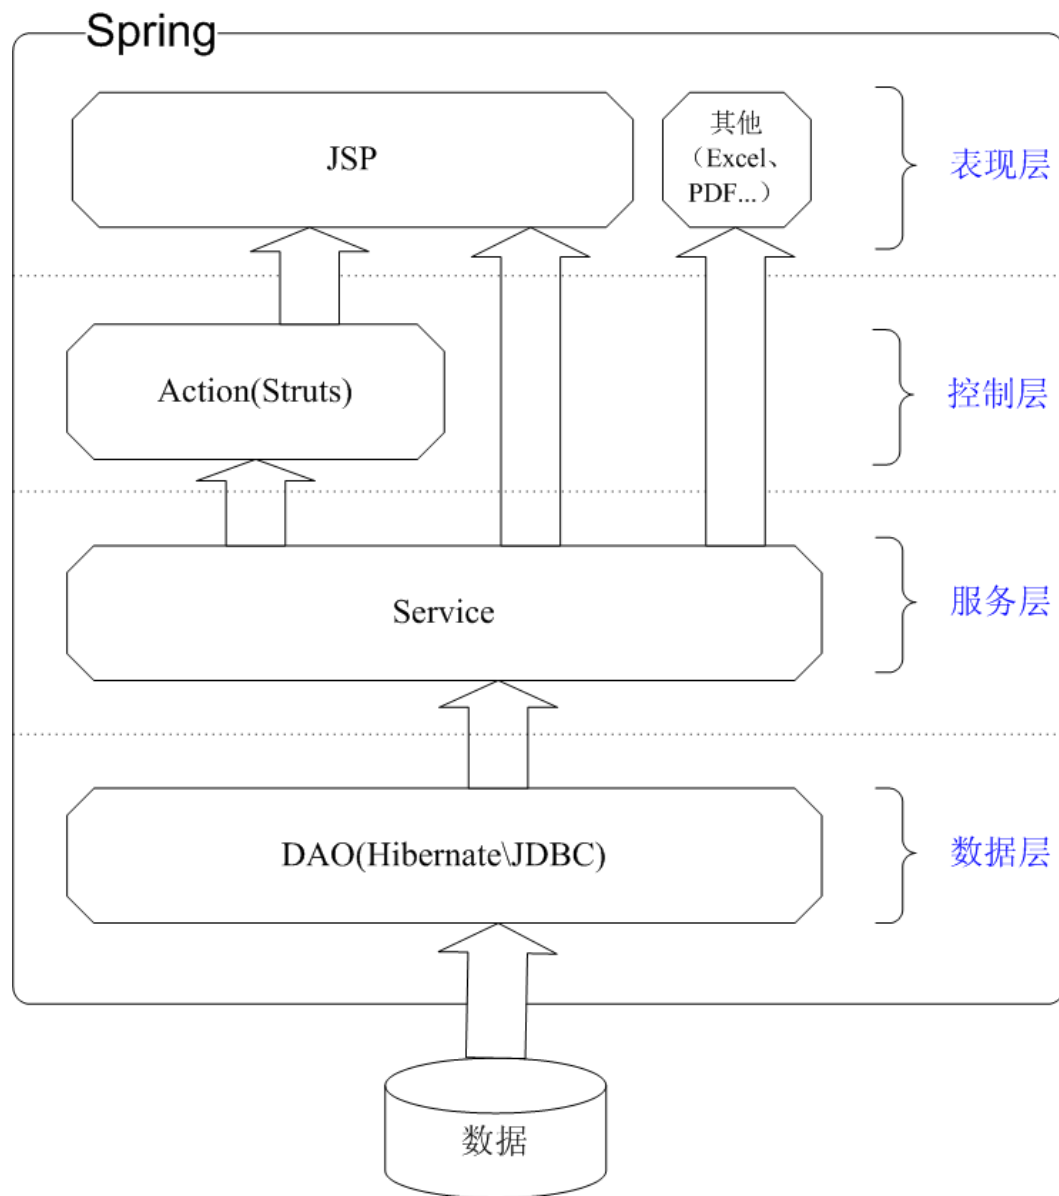 Spring
JSP
其他
（Excel、
PDF...）
表现层
Action(Struts)
控制层
Service
服务层
DAO(Hibernate\JDBC)
数据层
数据